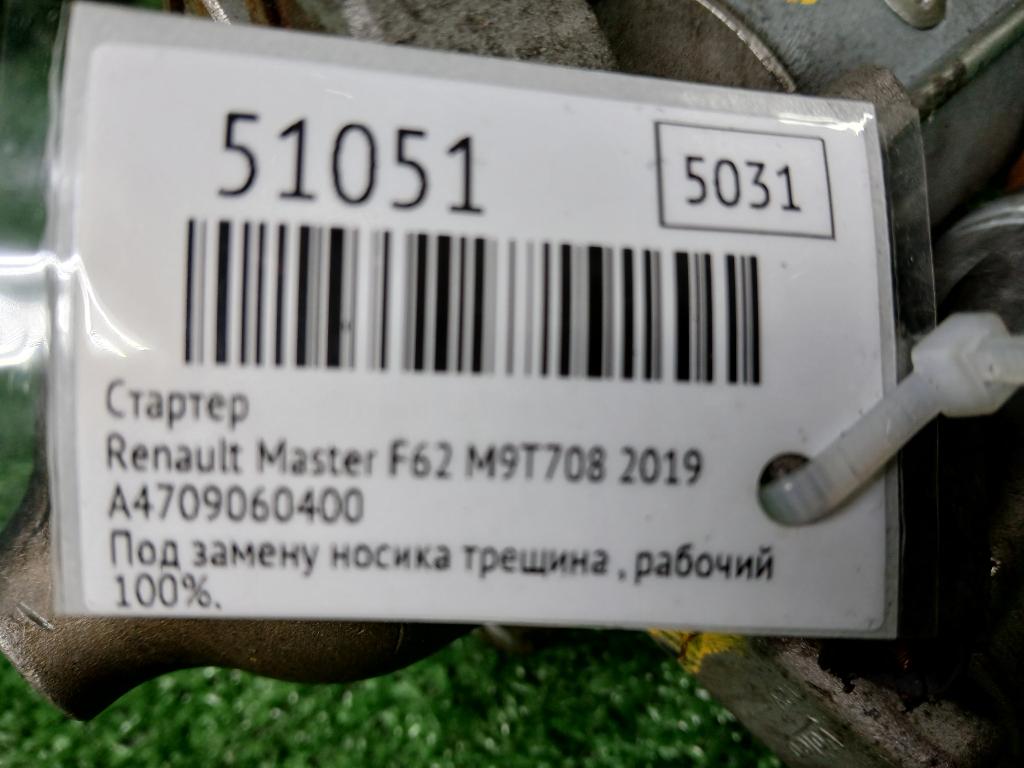 51051
5031
Стартер
Renault Master F62 M9T708 2019
A4709060400
Под замену носика трещина , рабочий
100%.